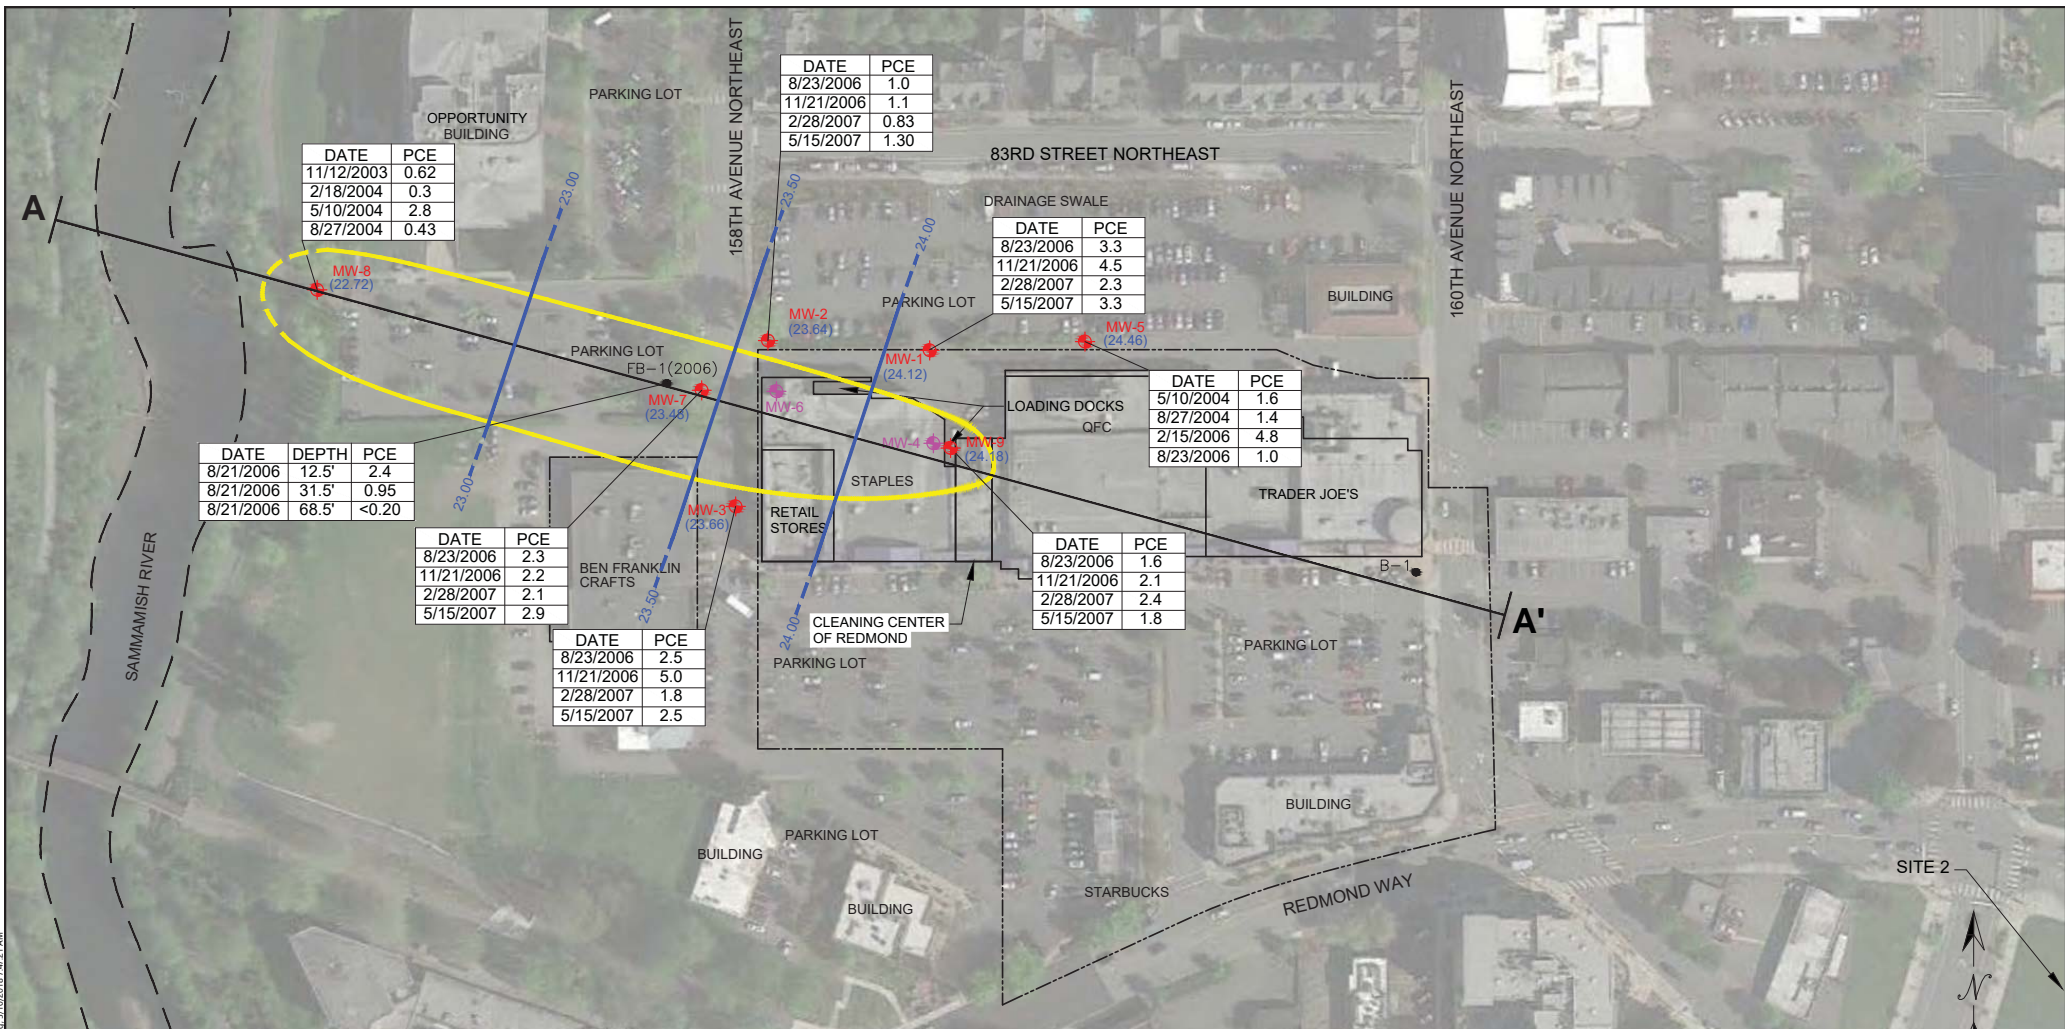 A
A'
SAMMAMISH RIVER
OPPORTUNITY
BUILDING
PARKING LOT
158TH AVENUE NORTHEAST
83RD STREET NORTHEAST
160TH AVENUE NORTHEAST
DATE PCE
8/23/2006 1.0
11/21/2006 1.1
2/28/2007 0.83
5/15/2007 1.30
DATE PCE
11/12/2003 0.62
2/18/2004 0.3
5/10/2004 2.8
8/27/2004 0.43
23.00
23.50
24.00
DRAINAGE SWALE
DATE PCE
8/23/2006 3.3
11/21/2006 4.5
2/28/2007 2.3
5/15/2007 3.3
MW-8
(22.72)
MW-2
(23.64)
PARKING LOT
BUILDING
MW-5
(24.46)
PARKING LOT
FB-1(2006)
MW-7
(23.48)
MW-1
(24.12)
MW-6
LOADING DOCKS
QFC
DATE PCE
5/10/2004 1.6
8/27/2004 1.4
2/15/2006 4.8
8/23/2006 1.0
MW-4
MW-9
(24.18)
DATE DEPTH PCE
8/21/2006 12.5' 2.4
8/21/2006 31.5' 0.95
8/21/2006 68.5' <0.20
23.00
STAPLES
TRADER JOE'S
MW-3
(23.66)
RETAIL
STORES
DATE PCE
8/23/2006 2.3
11/21/2006 2.2
2/28/2007 2.1
5/15/2007 2.9
BEN FRANKLIN
CRAFTS
23.50
24.00
DATE PCE
8/23/2006 1.6
11/21/2006 2.1
2/28/2007 2.4
5/15/2007 1.8
B-1
CLEANING CENTER
OF REDMOND
DATE PCE
8/23/2006 2.5
11/21/2006 5.0
2/28/2007 1.8
5/15/2007 2.5
PARKING LOT
PARKING LOT
BUILDING
PARKING LOT
BUILDING
BUILDING
STARBUCKS
REDMOND WAY
SITE 2
N